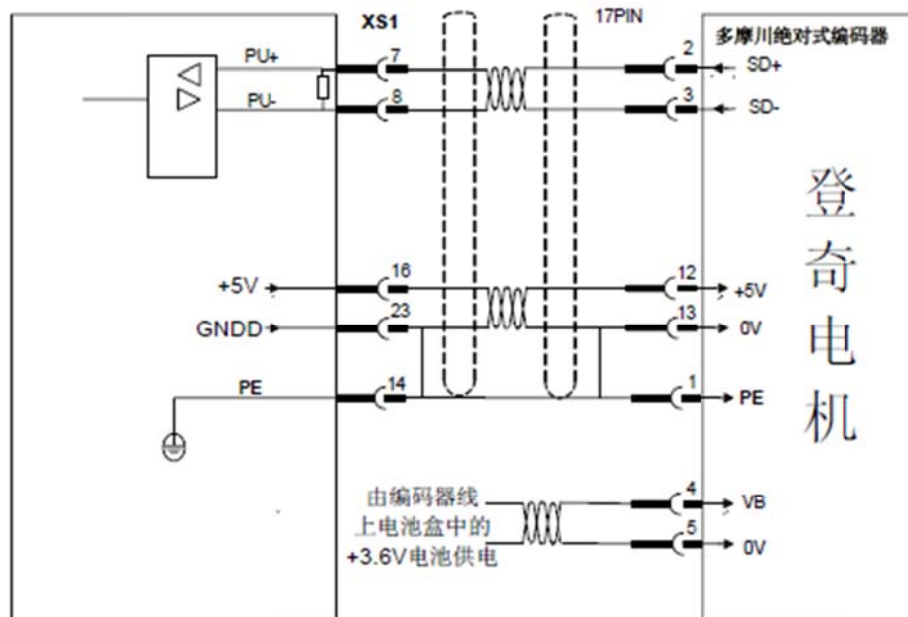 XS1
17PIN
多摩川绝对式编码器
PU+
7
2
SD+
PU-
8
3
SD-
登奇电机
+5V
16
12
+5V
GNDD
23
13
0V
PE
14
1
PE
由编码器线
上电池盒中的
+3.6V电池供电
4
VB
5
0V